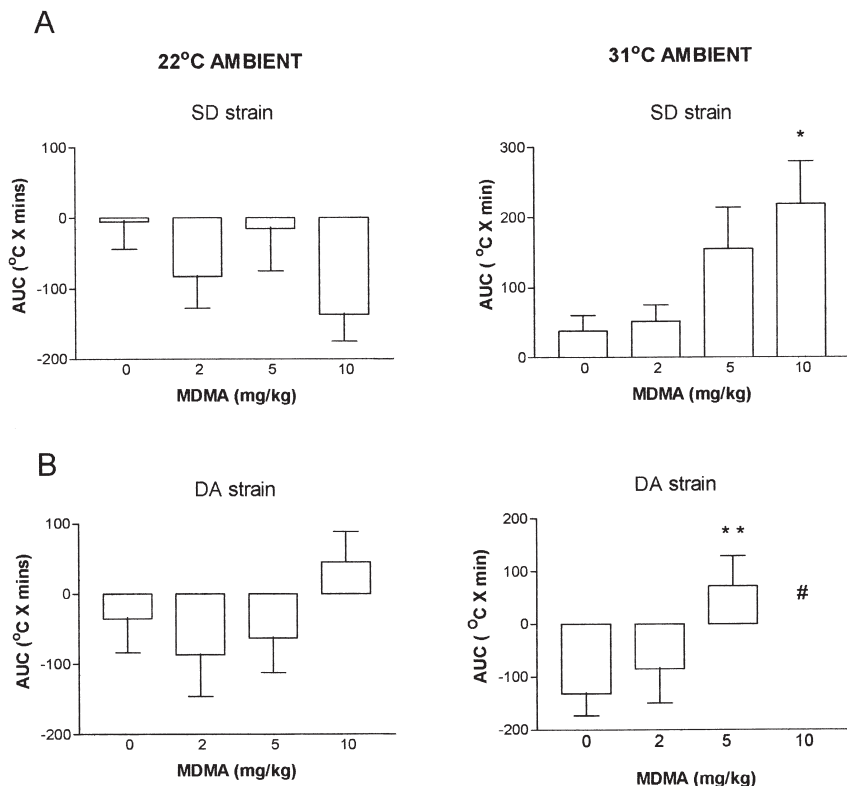 A
22°C AMBIENT
31°C AMBIENT
SD strain
100
0
-100
-200
AUC (°C X mins)
0 2 5 10
MDMA (mg/kg)
SD strain
300
200
100
0
AUC ( °C X min)
*
0 2 5 10
MDMA (mg/kg)
B
DA strain
100
0
-100
-200
AUC (°C X mins)
0 2 5 10
MDMA (mg/kg)
DA strain
200
100
0
-100
-200
AUC ( °C X min)
* *
#
0 2 5 10
MDMA (mg/kg)